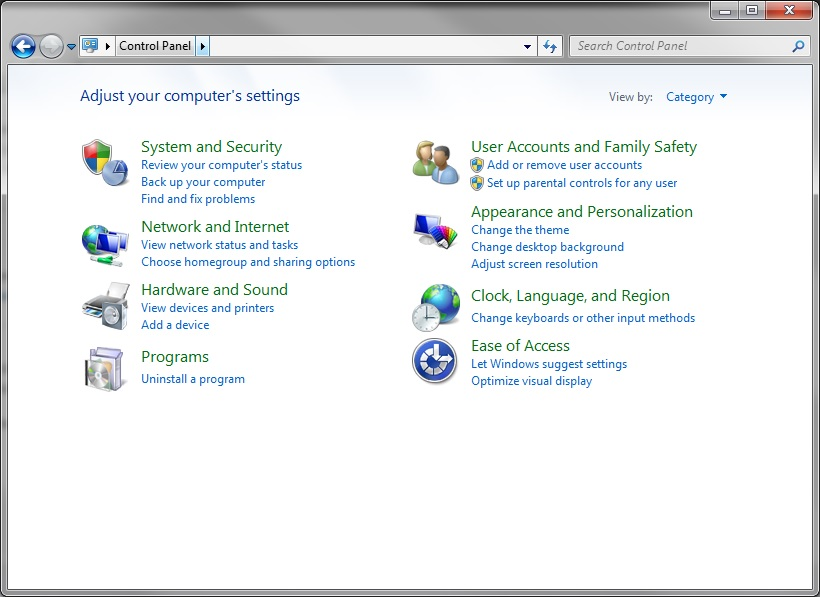 Control Panel
Search Control Panel
Adjust your computer's settings
View by: Category
System and Security
Review your computer's status
Back up your computer
Find and fix problems
Network and Internet
View network status and tasks
Choose homegroup and sharing options
Hardware and Sound
View devices and printers
Add a device
Programs
Uninstall a program
User Accounts and Family Safety
Add or remove user accounts
Set up parental controls for any user
Appearance and Personalization
Change the theme
Change desktop background
Adjust screen resolution
Clock, Language, and Region
Change keyboards or other input methods
Ease of Access
Let Windows suggest settings
Optimize visual display